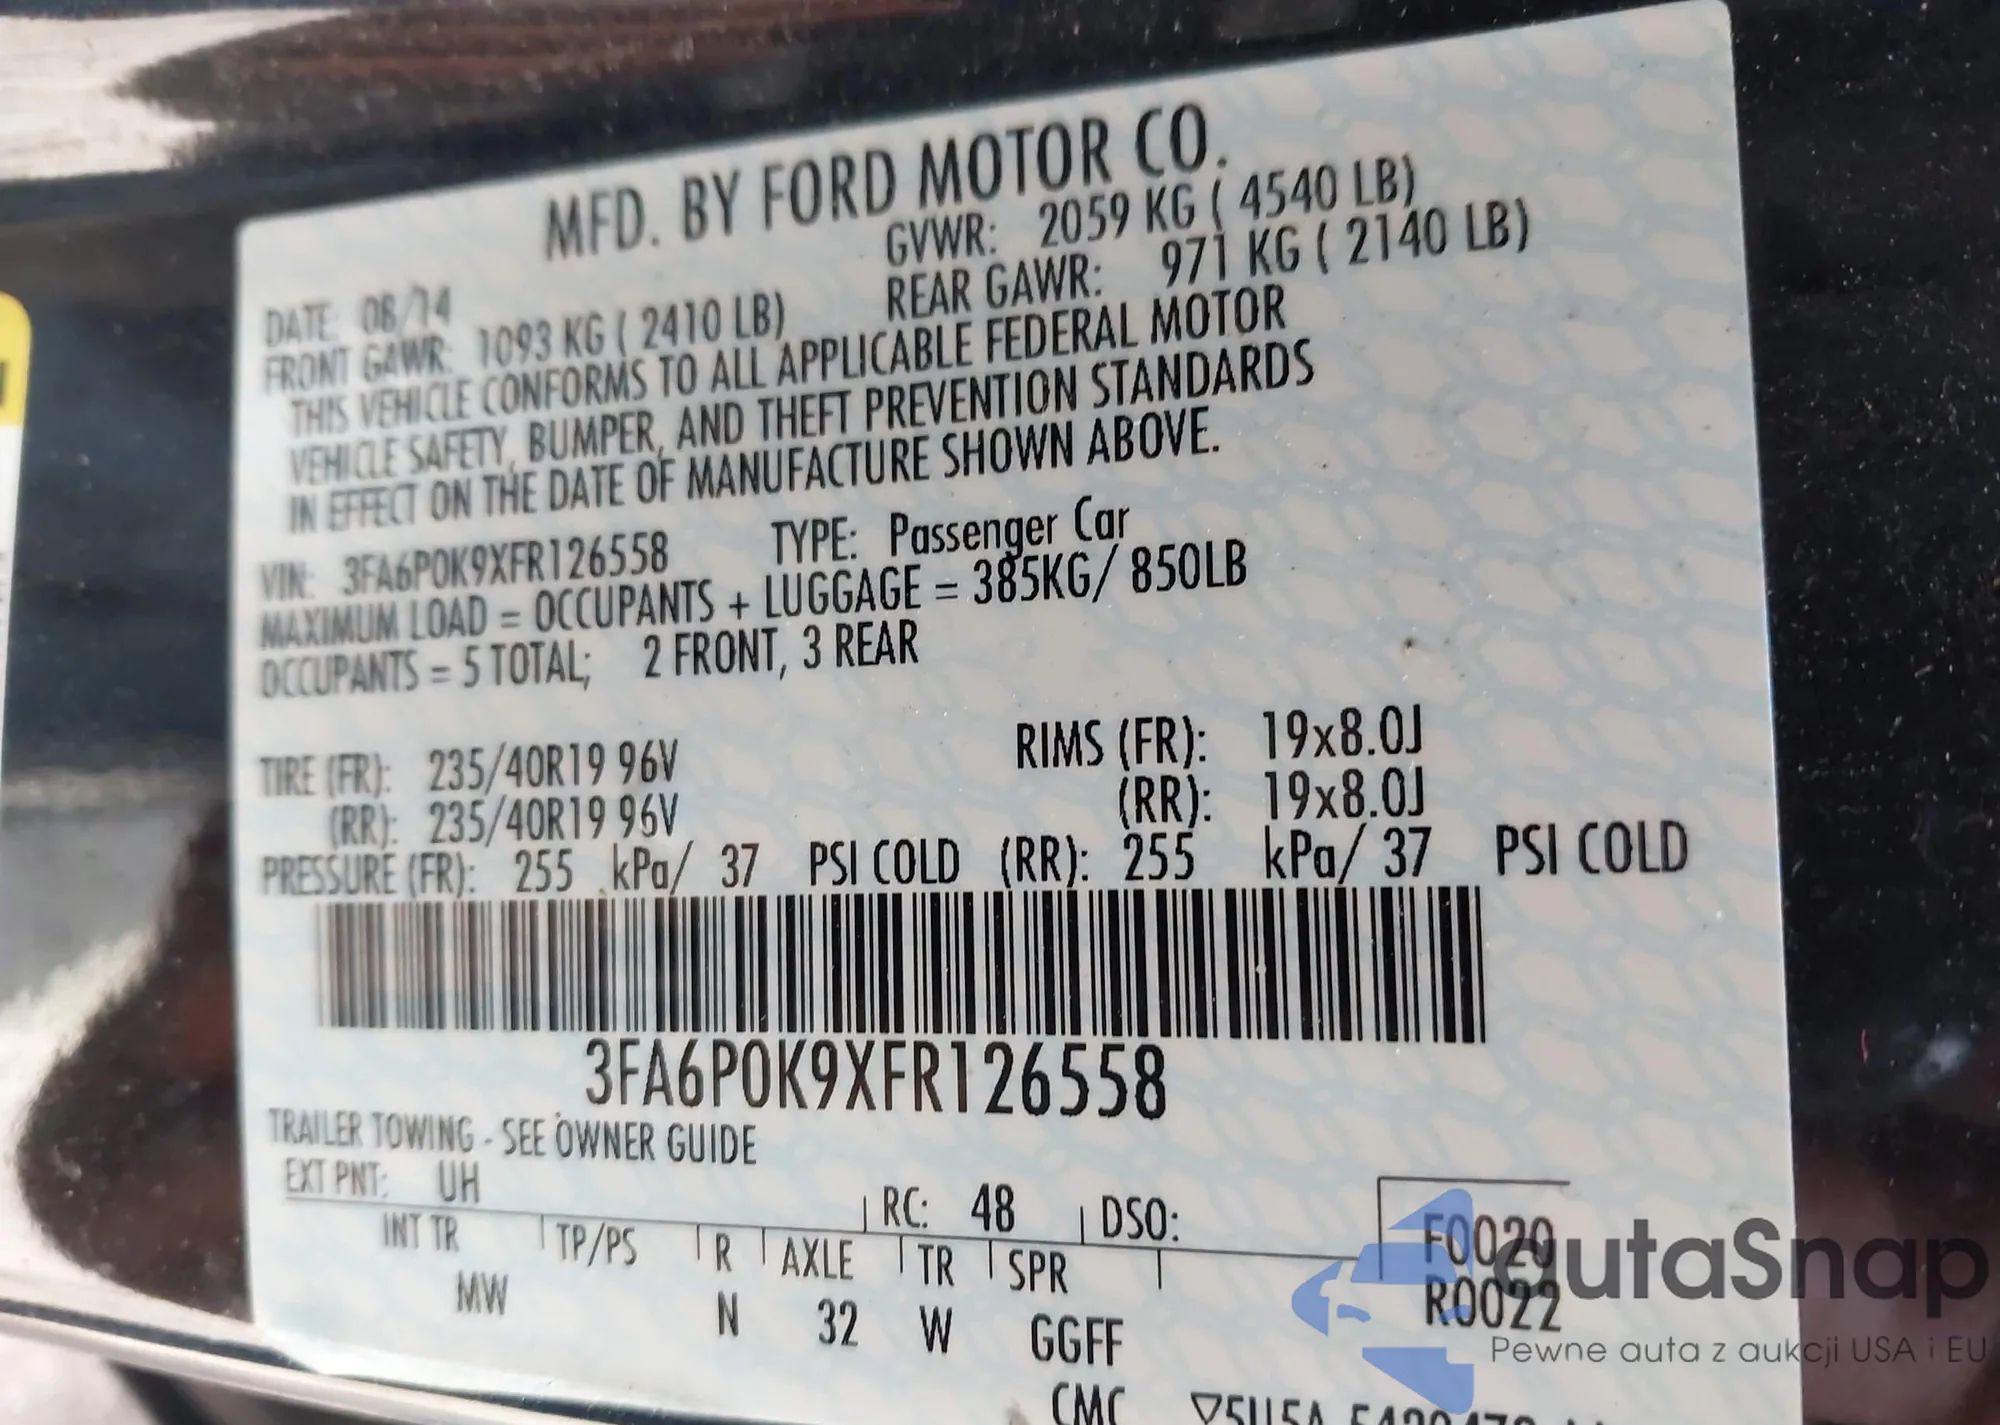 MFD. BY FORD MOTOR CO.
DATE: 08/14 GVWR: 2059 KG ( 4540 LB)
FRONT GAWR: 1093 KG ( 2410 LB) REAR GAWR: 971 KG ( 2140 LB)
THIS VEHICLE CONFORMS TO ALL APPLICABLE FEDERAL MOTOR
VEHICLE SAFETY, BUMPER, AND THEFT PREVENTION STANDARDS
IN EFFECT ON THE DATE OF MANUFACTURE SHOWN ABOVE.
VIN: 3FA6P0K9XFR126558 TYPE: Passenger Car
MAXIMUM LOAD = OCCUPANTS + LUGGAGE = 385KG/ 850LB
OCCUPANTS = 5 TOTAL; 2 FRONT, 3 REAR
TIRE (FR): 235/40R19 96V RIMS (FR): 19x8.0J
(RR): 235/40R19 96V (RR): 19x8.0J
PRESSURE (FR): 255 kPa/ 37 PSI COLD (RR): 255 kPa/ 37 PSI COLD
3FA6P0K9XFR126558
TRAILER TOWING - SEE OWNER GUIDE
EXT PNT: UH RC: 48 DSO: F0020
INT TR TP/PS R AXLE TR SPR R0022
MW N 32 W GGFF
CMC
autaSnap
Pewne auta z aukcji USA i EU